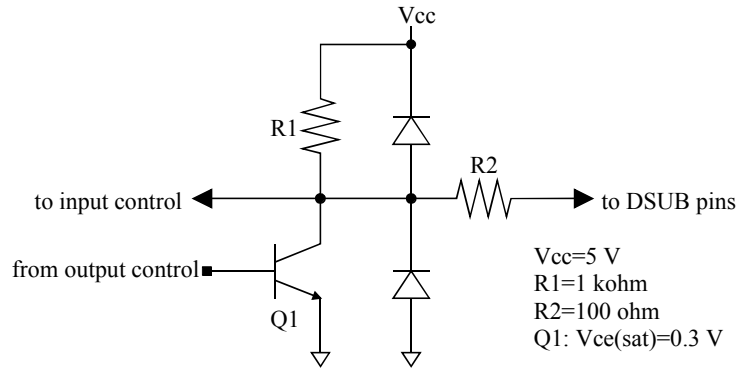 Vcc
R1
R2
to input control
to DSUB pins
from output control
Q1
Vcc=5 V
R1=1 kohm
R2=100 ohm
Q1: Vce(sat)=0.3 V